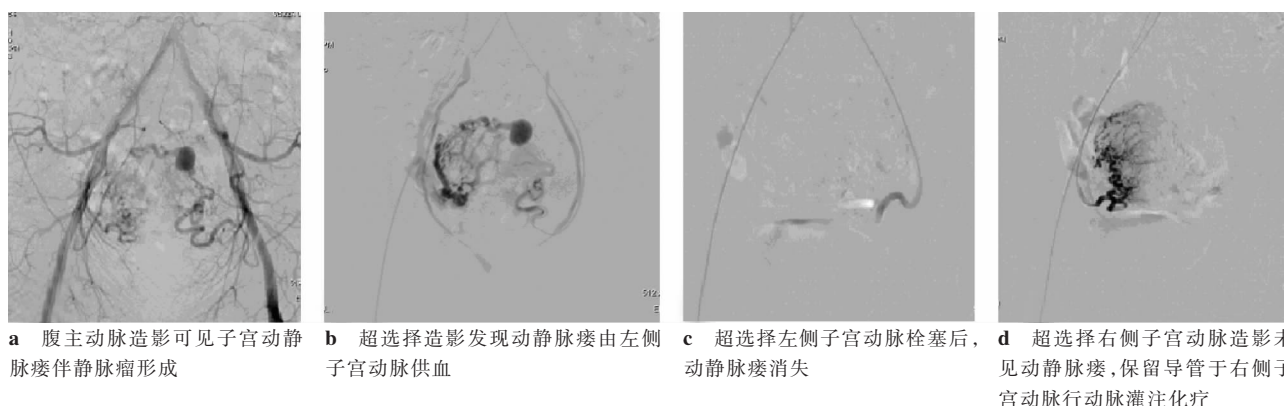 512.
a 腹主动脉造影可见子宫动静
脉瘘伴静脉瘤形成
b 超选择造影发现动静脉瘘由左侧
子宫动脉供血
c 超选择左侧子宫动脉栓塞后,
动静脉瘘消失
d 超选择右侧子宫动脉造影未
见动静脉瘘,保留导管于右侧子
宫动脉行动脉灌注化疗